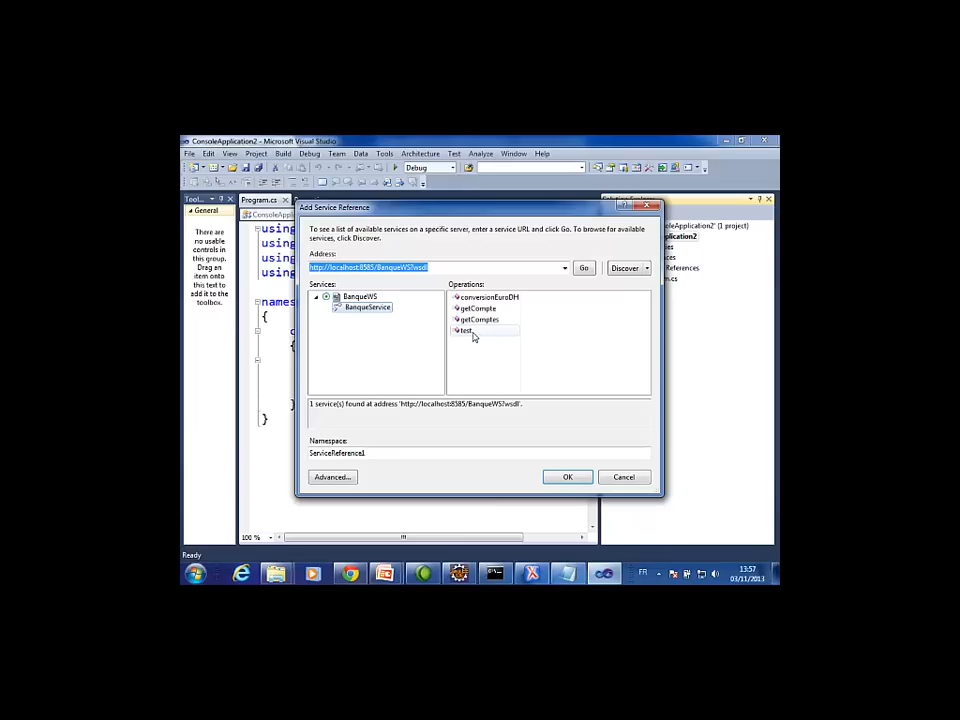 ConsoleApplication2 - Microsoft Visual Studio
File Edit View Project Build Debug Team Data Tools Architecture Test Analyze Window Help
Debug
Tool...
Program.cs
General
There are
no usable
controls in
this group.
Drag an
item onto
this text to
add it to the
toolbox.
ConsoleAppl
using
using
using
using
names
{
{
}
}
100 %
Add Service Reference
To see a list of available services on a specific server, enter a service URL and click Go. To browse for available
services, click Discover.
Address:
http://localhost:8585/BanqueWS?wsdl
Go
Discover
Services:
Operations:
BanqueWS
BanqueService
conversionEuroDH
getCompte
getComptes
test
1 service(s) found at address 'http://localhost:8585/BanqueWS?wsdl'.
Namespace:
ServiceReference1
Advanced...
OK
Cancel
nsoleApplication2' (1 project)
pplication2
es
References
m.cs
Ready
FR
13:57
03/11/2013